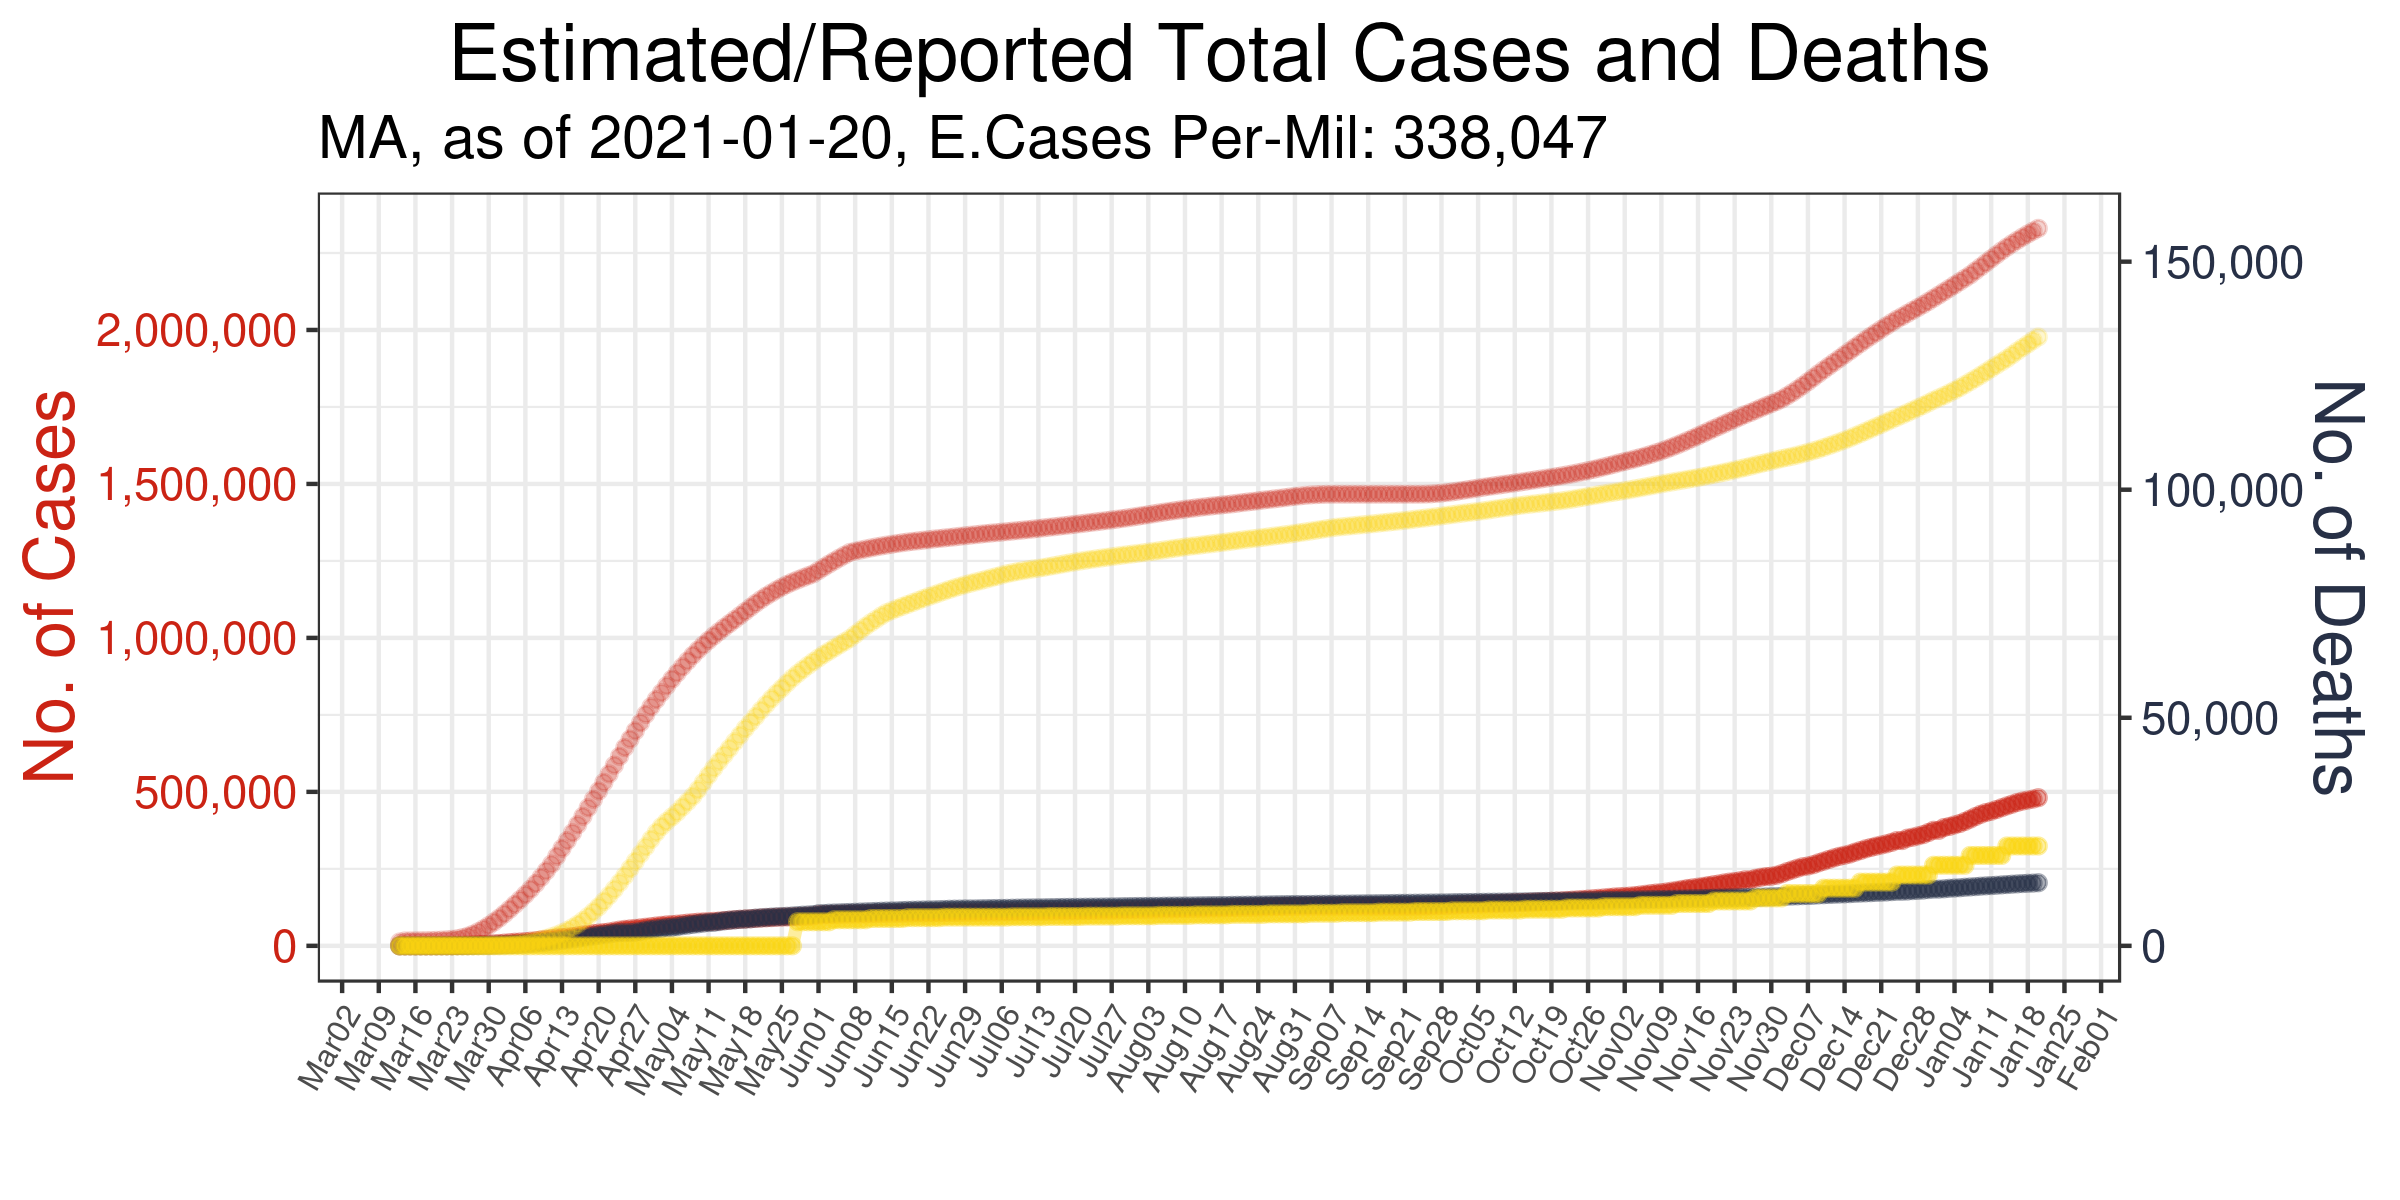 Estimated/Reported Total Cases and Deaths
MA, as of 2021-01-20, E.Cases Per-Mil: 338,047
No. of Cases
2,000,000
1,500,000
1,000,000
500,000
0
150,000
100,000
50,000
0
No. of Deaths
Mar02
Mar09
Mar16
Mar23
Mar30
Apr06
Apr13
Apr20
Apr27
May04
May11
May18
May25
Jun01
Jun08
Jun15
Jun22
Jun29
Jul06
Jul13
Jul20
Jul27
Aug03
Aug10
Aug17
Aug24
Aug31
Sep07
Sep14
Sep21
Sep28
Oct05
Oct12
Oct19
Oct26
Nov02
Nov09
Nov16
Nov23
Nov30
Dec07
Dec14
Dec21
Dec28
Jan04
Jan11
Jan18
Jan25
Feb01